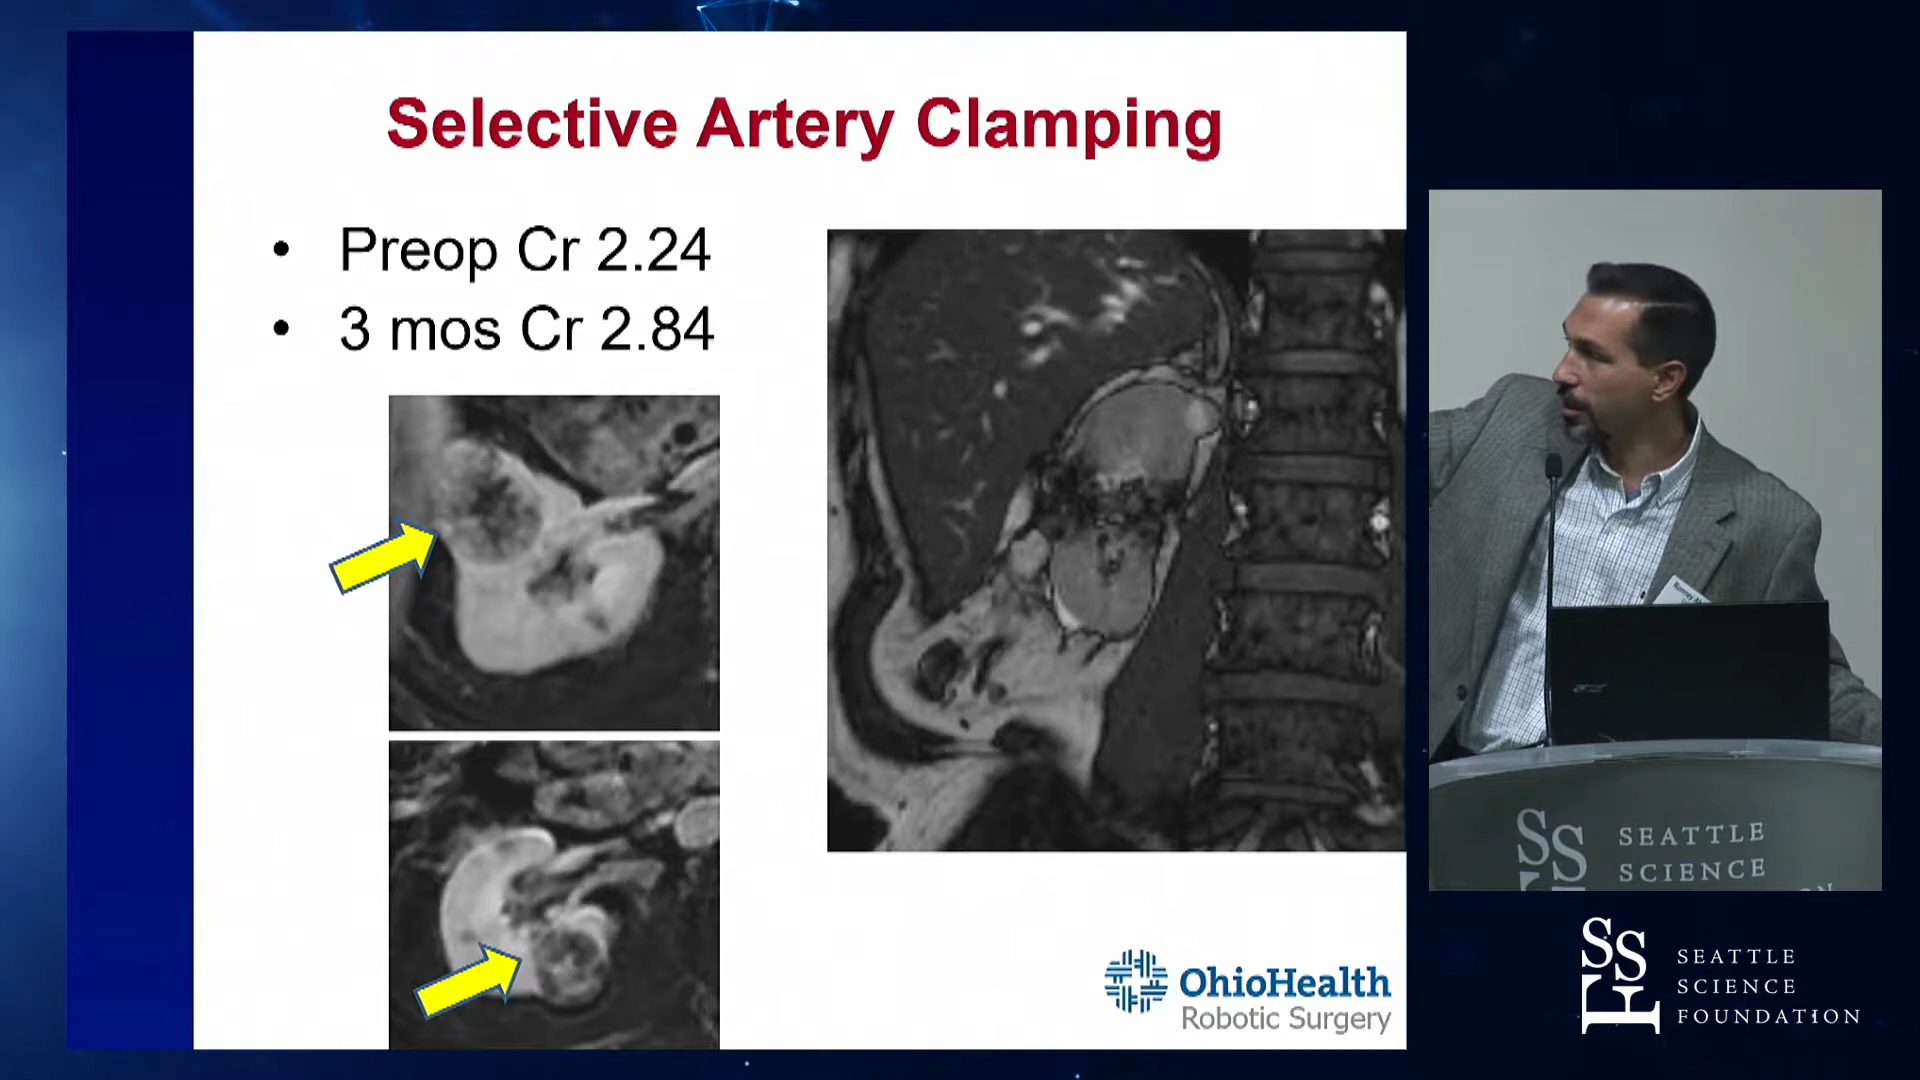 Selective Artery Clamping
• Preop Cr 2.24
• 3 mos Cr 2.84
OhioHealth
Robotic Surgery
SEATTLE
SCIENCE
SEATTLE
SCIENCE
FOUNDATION